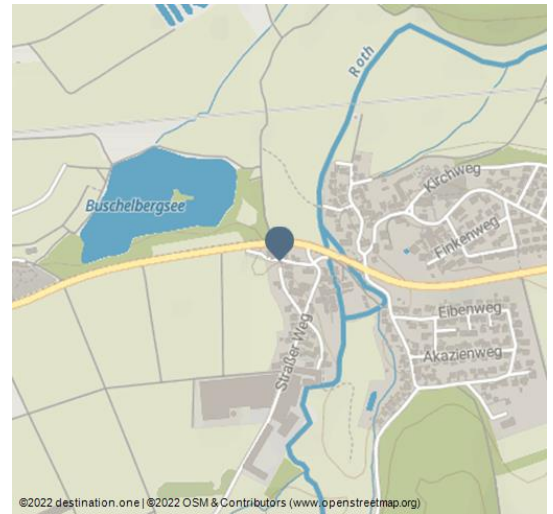 Roth
Kirchweg
Buschelbergsee
Finkenweg
Eibenweg
Straßer Weg
Akazienweg
©2022 destination.one | ©2022 OSM & Contributors (www.openstreetmap.org)